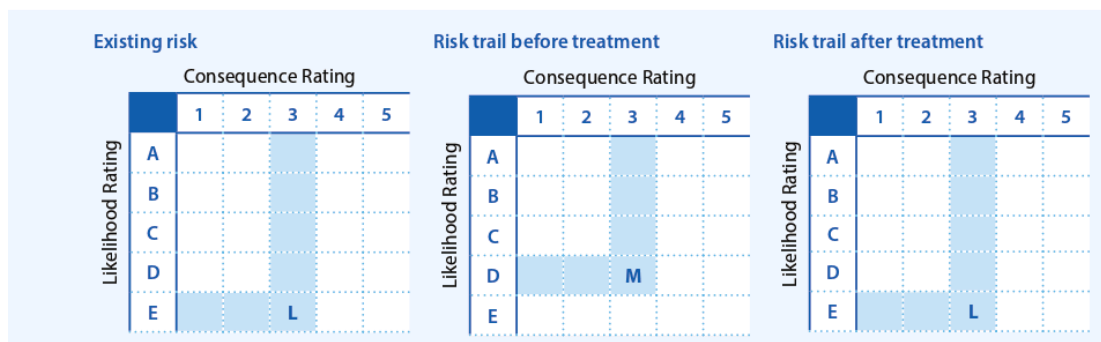 Existing risk
Consequence Rating
Likelihood Rating
1 2 3 4 5
A
B
C
D
E L
Risk trail before treatment
Consequence Rating
Likelihood Rating
1 2 3 4 5
A
B
C
D M
E
Risk trail after treatment
Consequence Rating
Likelihood Rating
1 2 3 4 5
A
B
C
D
E L